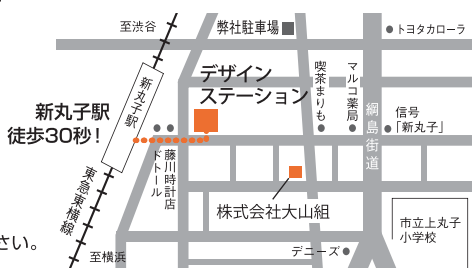 至渋谷
弊社駐車場
トヨタカローラ
デザイン
ステーション
喫茶まりも
マルコ薬局
綱島街道
信号
「新丸子」
新丸子駅
新丸子駅
徒歩30秒!
ドトール
藤川時計店
東急東横線
株式会社大山組
市立上丸子
小学校
さい。
至横浜
デニーズ